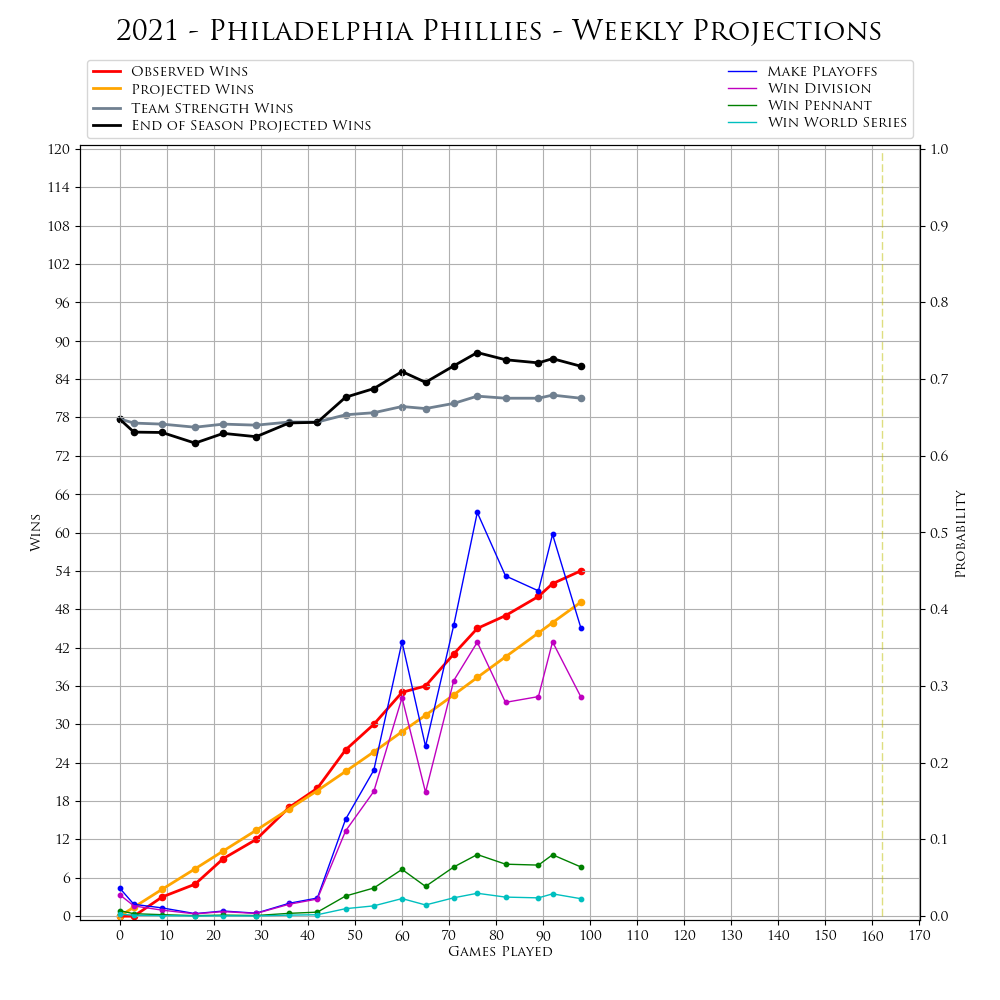 2021 - Philadelphia Phillies - Weekly Projections
Observed Wins
Projected Wins
Team Strength Wins
End of Season Projected Wins
Make Playoffs
Win Division
Win Pennant
Win World Series
120
114
108
102
96
90
84
78
72
66
60
54
48
42
36
30
24
18
12
6
0
Wins
1.0
0.9
0.8
0.7
0.6
0.5
0.4
0.3
0.2
0.1
0.0
Probability
0 10 20 30 40 50 60 70 80 90 100 110 120 130 140 150 160 170
Games Played